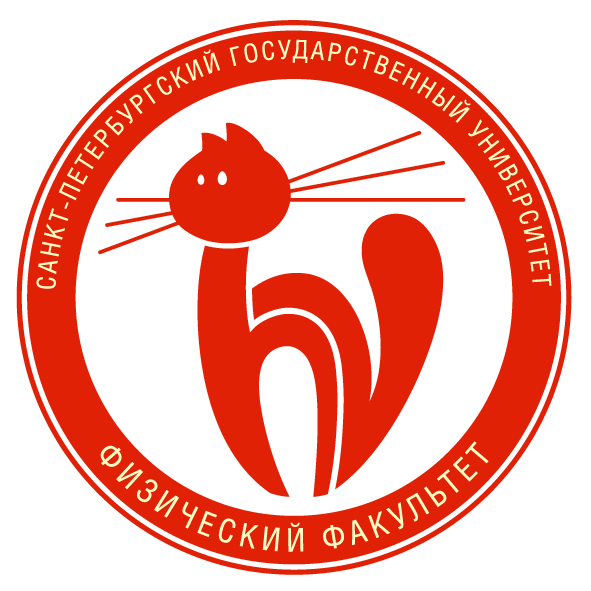 САНКТ-ПЕТЕРБУРГСКИЙ ГОСУДАРСТВЕННЫЙ УНИВЕРСИТЕТ
ФИЗИЧЕСКИЙ ФАКУЛЬТЕТ